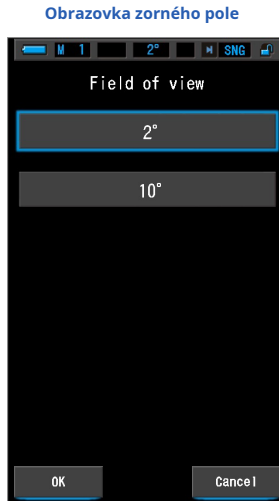 Obrazovka zorného pole
M 1 2° SNG
Field of view
2°
10°
OK Cancel